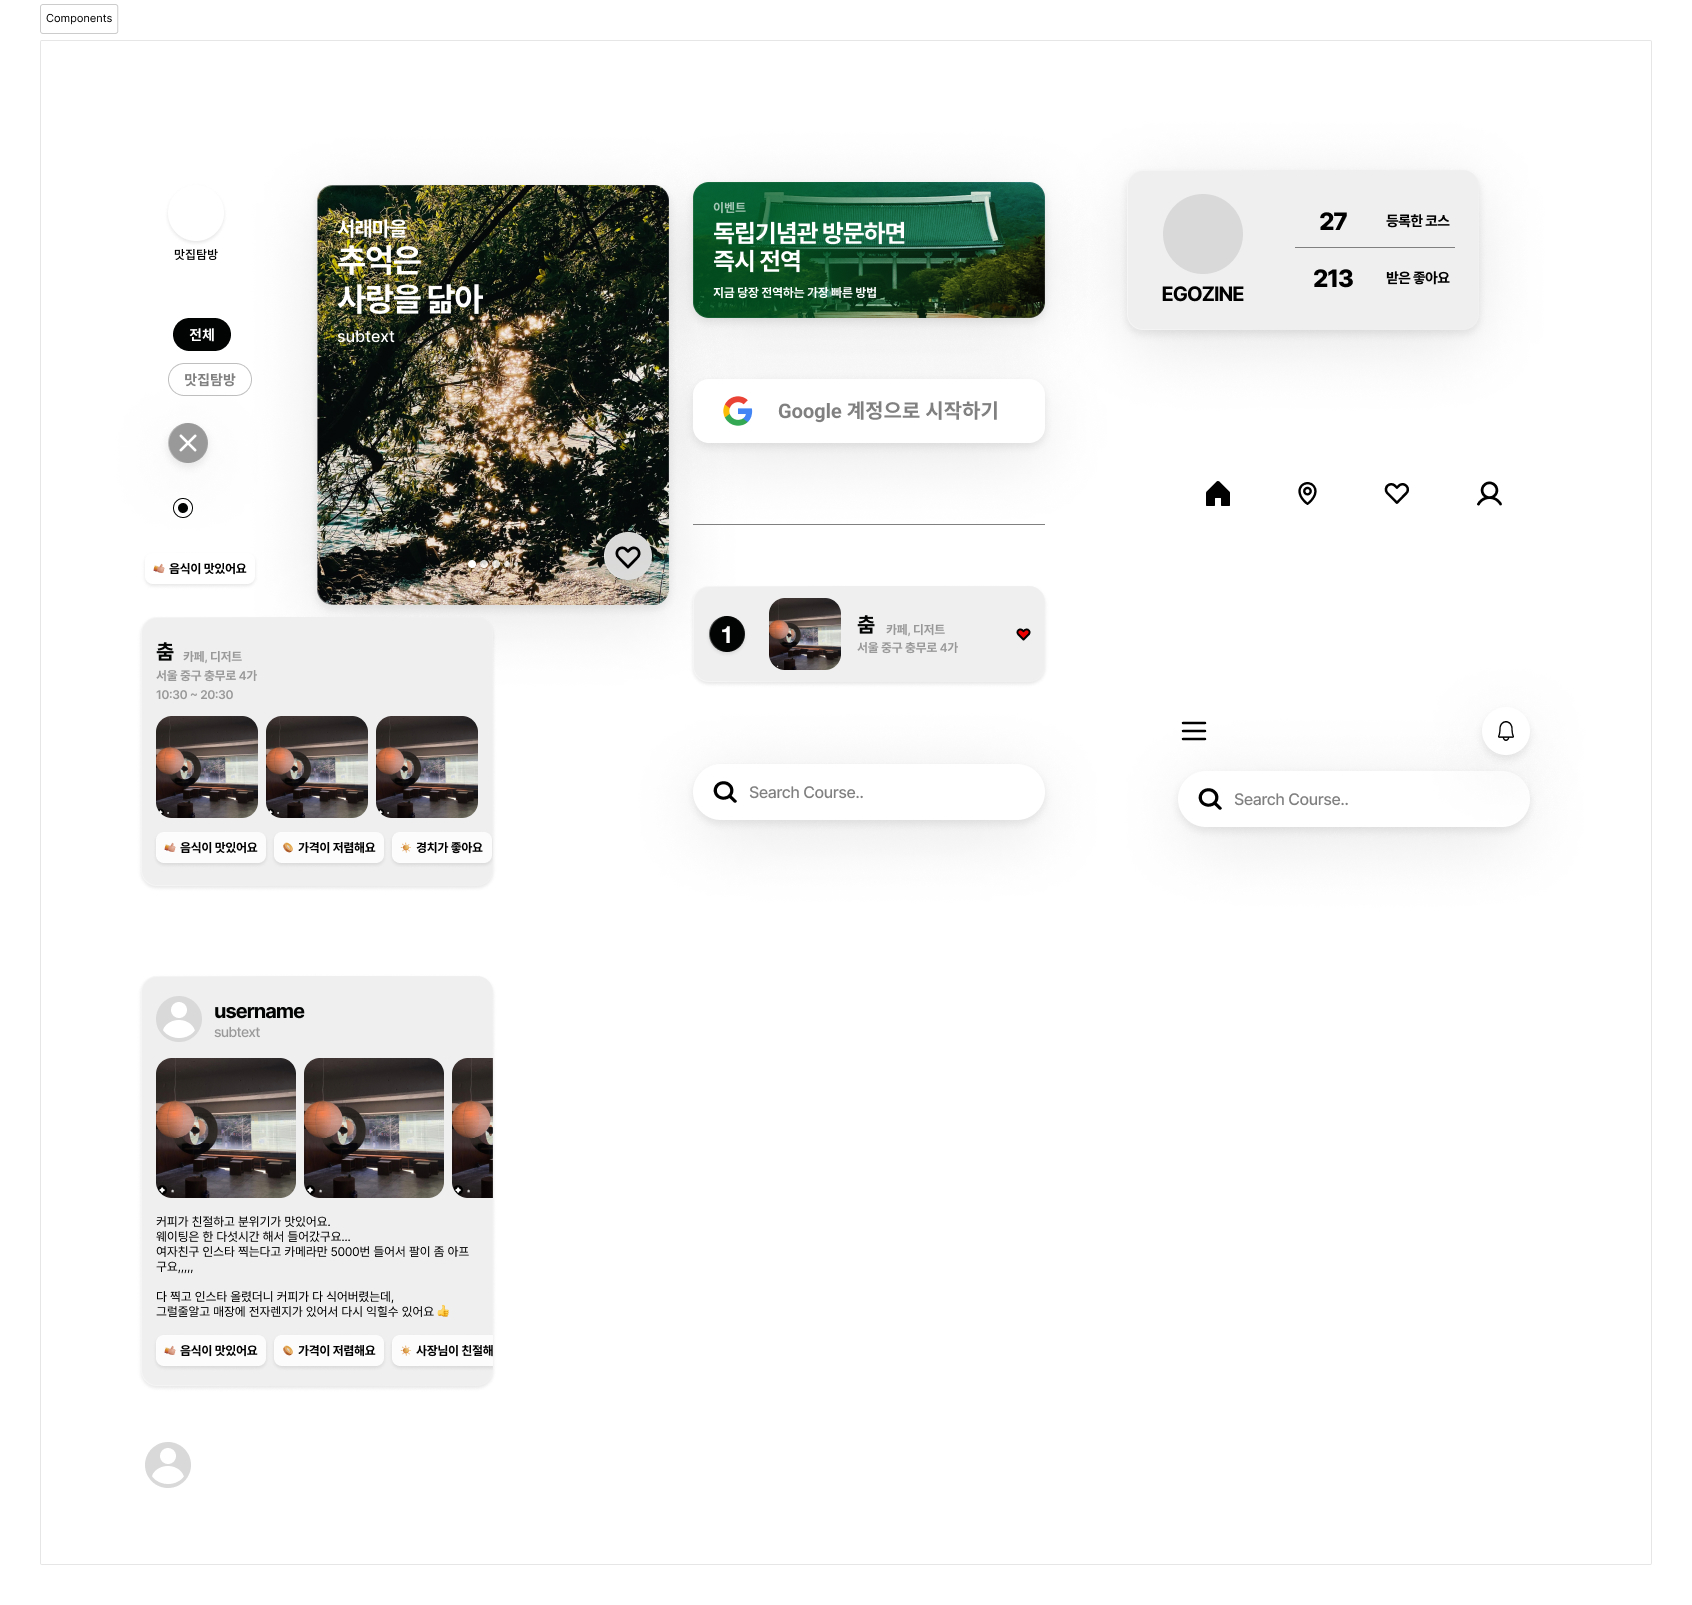 Components
맛집탐방
전체
맛집탐방
음식이 맛있어요
서래마을
추억은
사랑을 닮아
subtext
이벤트
독립기념관 방문하면
즉시 전역
지금 당장 전역하는 가장 빠른 방법
Google 계정으로 시작하기
1
춤 카페, 디저트
서울 중구 충무로 4가
Search Course..
EGOZINE
27 등록한 코스
213 받은 좋아요
Search Course..
춤 카페, 디저트
서울 중구 충무로 4가
10:30 ~ 20:30
음식이 맛있어요 가격이 저렴해요 경치가 좋아요
username
subtext
커피가 친절하고 분위기가 맛있어요.
웨이팅은 한 다섯시간 해서 들어갔구요...
여자친구 인스타 찍는다고 카메라만 5000번 들어서 팔이 좀 아프
구요,,,,,
다 찍고 인스타 올렸더니 커피가 다 식어버렸는데,
그럴줄알고 매장에 전자렌지가 있어서 다시 익힐수 있어요👍
음식이 맛있어요 가격이 저렴해요 사장님이 친절해